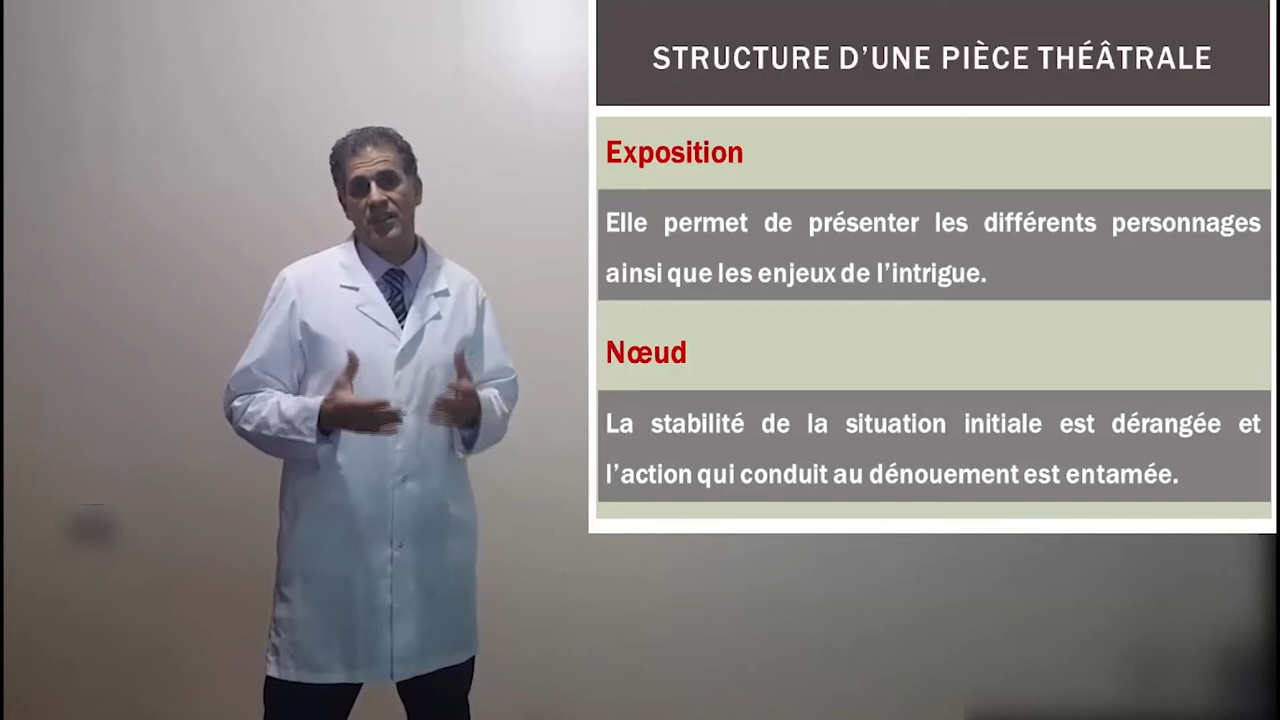 STRUCTURE D’UNE PIÈCE THÉÂTRALE
Exposition
Elle permet de présenter les différents personnages
ainsi que les enjeux de l’intrigue.
Nœud
La stabilité de la situation initiale est dérangée et
l’action qui conduit au dénouement est entamée.